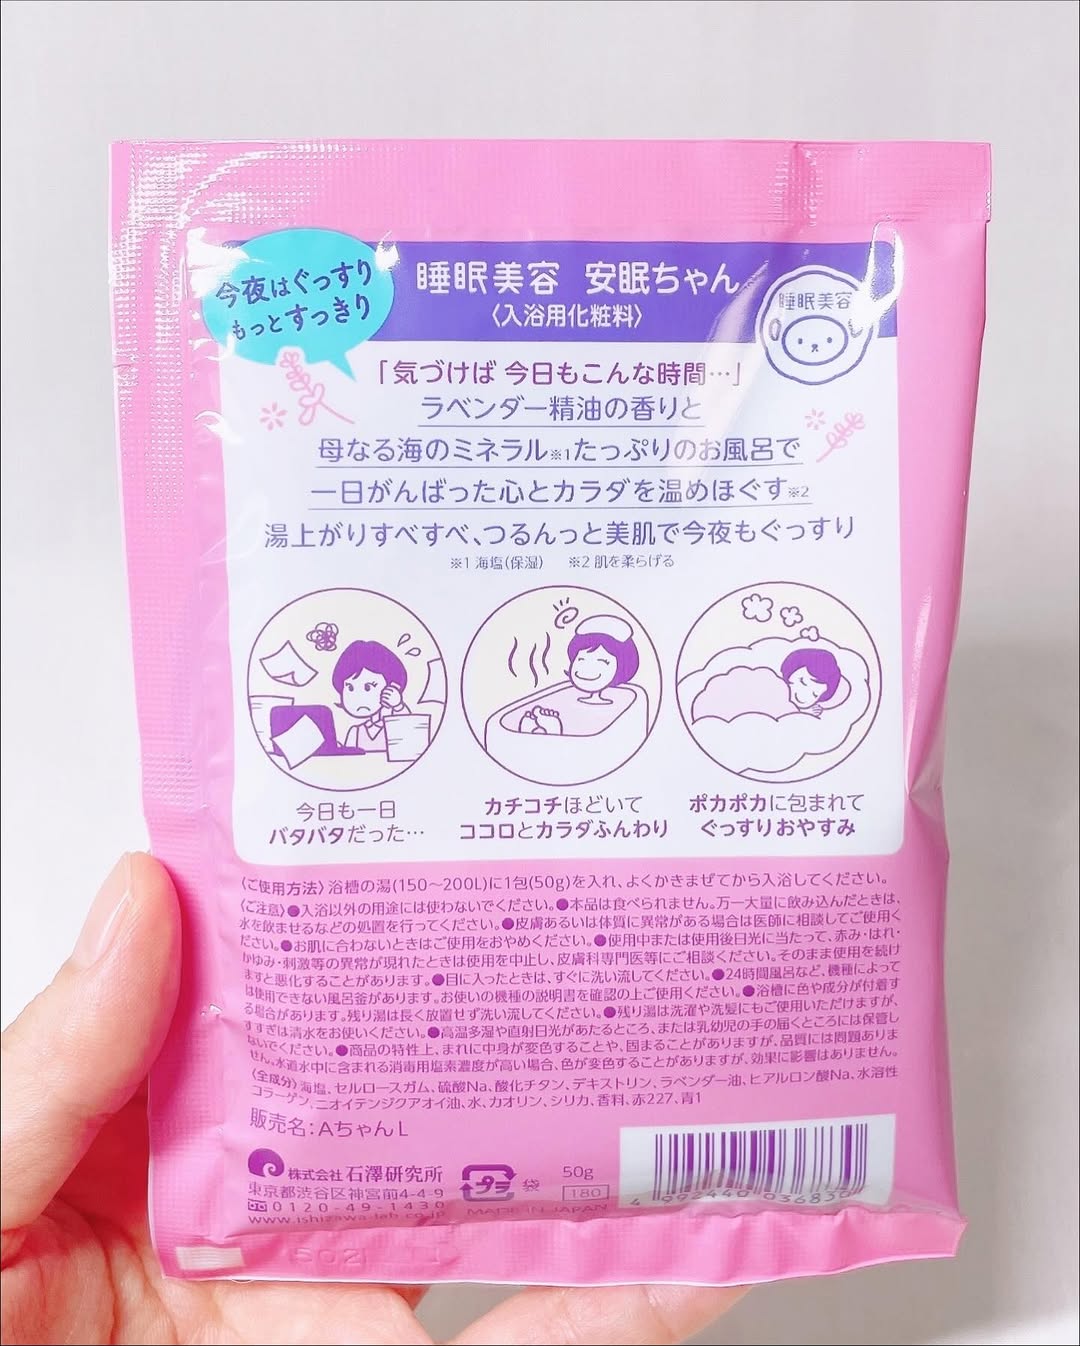 今夜はぐっすり
もっとすっきり
睡眠美容 安眠ちゃん
〈入浴用化粧料〉
睡眠美容
「気づけば 今日もこんな時間…」
ラベンダー精油の香りと
母なる海のミネラル※1たっぷりのお風呂で
一日がんばった心とカラダを温めほぐす※2
湯上がりすべすべ、つるんっと美肌で今夜もぐっすり
※1 海塩(保湿) ※2 肌を柔らげる
今日も一日
バタバタだった…
カチコチほどいて
ココロとカラダふんわり
ポカポカに包まれて
ぐっすりおやすみ
〈ご使用方法〉浴槽の湯(150〜200L)に1包(50g)を入れ、よくかきまぜてから入浴してください。
〈ご注意〉●入浴以外の用途には使わないでください。●本品は食べられません。万一大量に飲み込んだときは、
水を飲ませるなどの処置を行ってください。●皮膚あるいは体質に異常がある場合は医師に相談してご使用く
ださい。●お肌に合わないときはご使用をおやめください。●使用中または使用後日光に当たって、赤み・はれ・
かゆみ・刺激等の異常が現れたときは使用を中止し、皮膚科専門医等にご相談ください。そのまま使用を続け
ますと悪化することがあります。●目に入ったときは、すぐに洗い流してください。●24時間風呂など、機種によって
は使用できない風呂釜があります。お使いの機種の説明書を確認の上ご使用ください。●浴槽に色や成分が付着す
る場合があります。残り湯は長く放置せず洗い流してください。●残り湯は洗濯や洗髪にもご使用いただけますが、
すすぎは清水をお使いください。●高温多湿や直射日光があたるところ、または乳幼児の手の届くところには保管し
ないでください。●商品の特性上、まれに中身が変色することや、固まることがありますが、品質には問題ありま
せん。水道水中に含まれる消毒用塩素濃度が高い場合、色が変色することがありますが、効果に影響はありません。
〈全成分〉海塩、セルロースガム、硫酸Na、酸化チタン、デキストリン、ラベンダー油、ヒアルロン酸Na、水溶性
コラーゲン、ニオイテンジクアオイ油、水、カオリン、シリカ、香料、赤227、青1
販売名:AちゃんL
株式会社 石澤研究所
東京都渋谷区神宮前4-4-9
0120-49-1430
www.ishizawa-lab.co.jp
プラ 袋
50g
180
MADE IN JAPAN